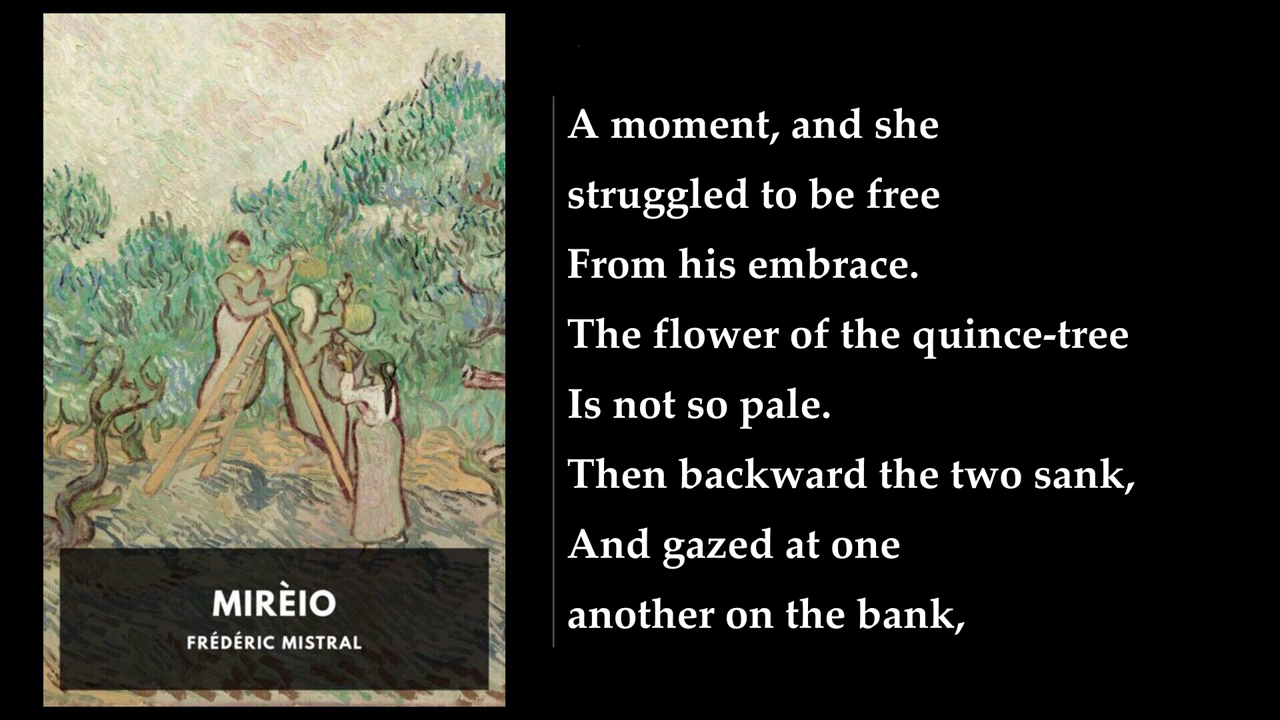 MIRÈIO
FRÉDÉRIC MISTRAL
A moment, and she
struggled to be free
From his embrace.
The flower of the quince-tree
Is not so pale.
Then backward the two sank,
And gazed at one
another on the bank,